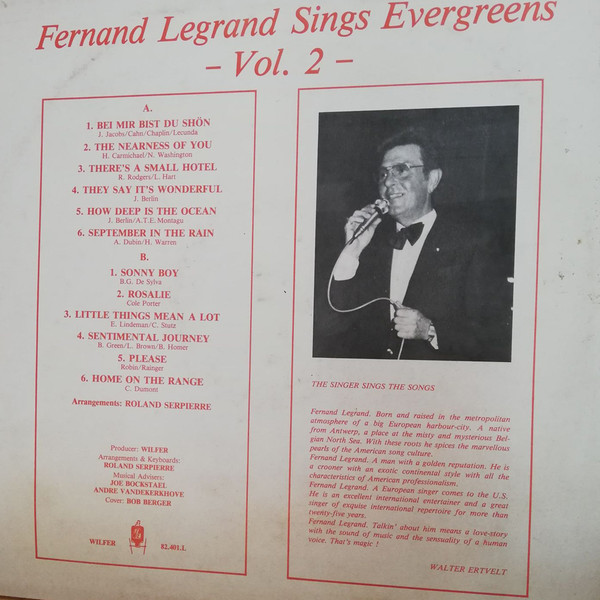 Fernand Legrand Sings Evergreens
- Vol. 2 -
A.
1. BEI MIR BIST DU SHÖN
J. Jacobs/Cahn/Chaplin/Lecunda
2. THE NEARNESS OF YOU
H. Carmichael/N. Washington
3. THERE'S A SMALL HOTEL
R. Rodgers/L. Hart
4. THEY SAY IT'S WONDERFUL
J. Berlin
5. HOW DEEP IS THE OCEAN
J. Berlin/A.T.E. Montagu
6. SEPTEMBER IN THE RAIN
A. Dubin/H. Warren
B.
1. SONNY BOY
B.G. De Sylva
2. ROSALIE
Cole Porter
3. LITTLE THINGS MEAN A LOT
E. Lindeman/C. Stutz
4. SENTIMENTAL JOURNEY
B. Green/L. Brown/B. Homer
5. PLEASE
Robin/Rainger
6. HOME ON THE RANGE
C. Dumont
Arrangements: ROLAND SERPIERRE
Producer: WILFER
Arrangements & Keyboards:
ROLAND SERPIERRE
Musical Advisers:
JOE BOCKSTAEL
ANDRE VANDEKERKHOVE
Cover: BOB BERGER
WILFER
82.401.L
THE SINGER SINGS THE SONGS
Fernand Legrand. Born and raised in the metropolitan
atmosphere of a big European harbour-city. A native
from Antwerp, a place at the misty and mysterious Bel-
gian North Sea. With these roots he spices the marvellous
pearls of the American song culture.
Fernand Legrand. A man with a golden reputation. He is
a crooner with an exotic continental style with all the
characteristics of American professionalism.
Fernand Legrand. A European singer comes to the U.S.
He is an excellent international entertainer and a great
singer of exquise international repertoire for more than
twenty-five years.
Fernand Legrand. Talkin' about him means a love-story
with the sound of music and the sensuality of a human
voice. That's magic !
WALTER ERTVELT